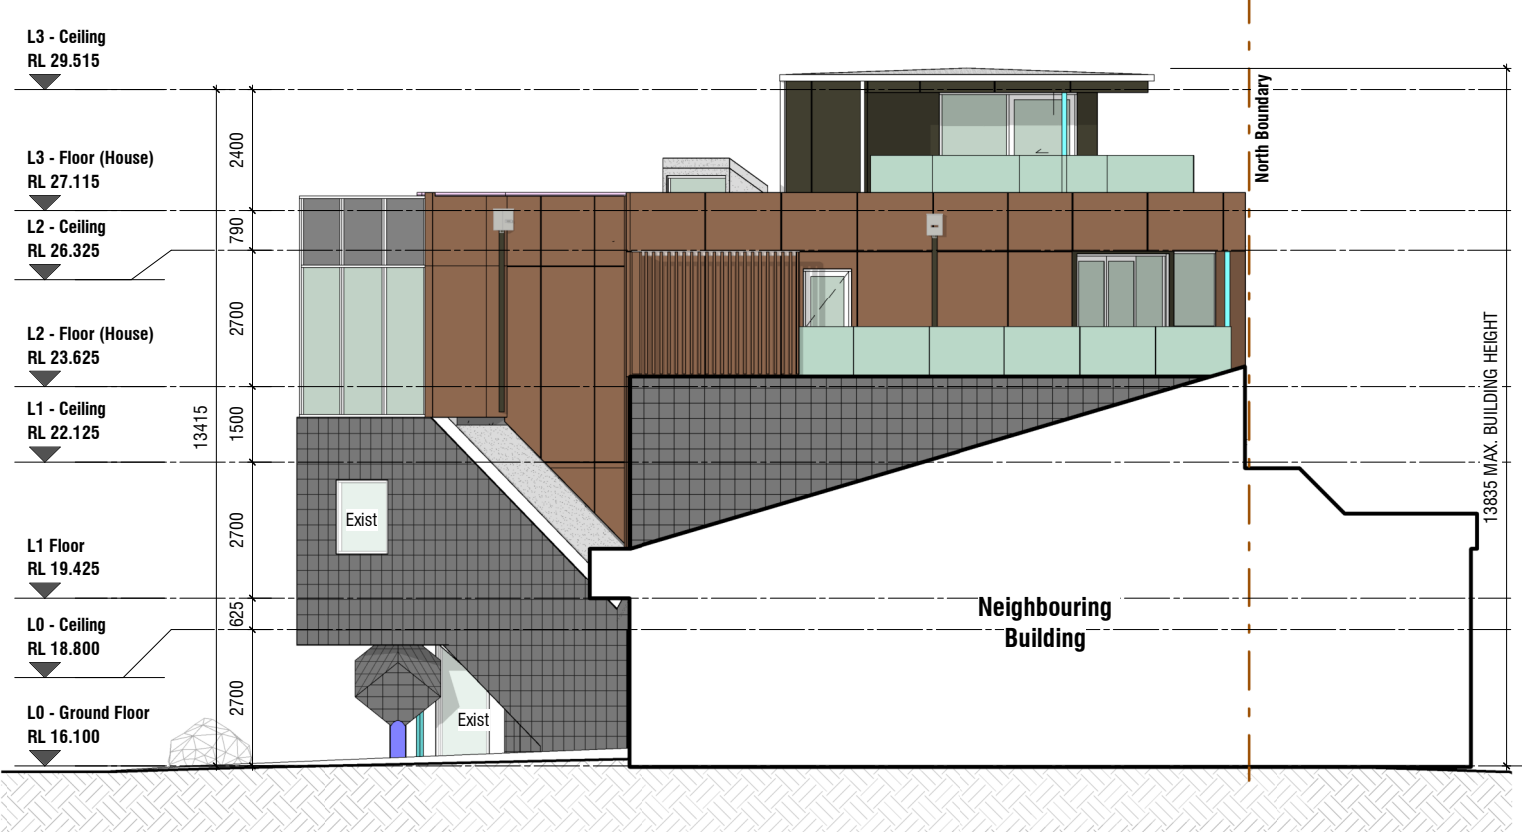 L3 - Ceiling
RL 29.515
L3 - Floor (House)
RL 27.115
L2 - Ceiling
RL 26.325
L2 - Floor (House)
RL 23.625
L1 - Ceiling
RL 22.125
L1 Floor
RL 19.425
L0 - Ceiling
RL 18.800
L0 - Ground Floor
RL 16.100
13415
2400
790
2700
1500
2700
625
2700
Exist
Exist
Neighbouring
Building
North Boundary
13835 MAX. BUILDING HEIGHT